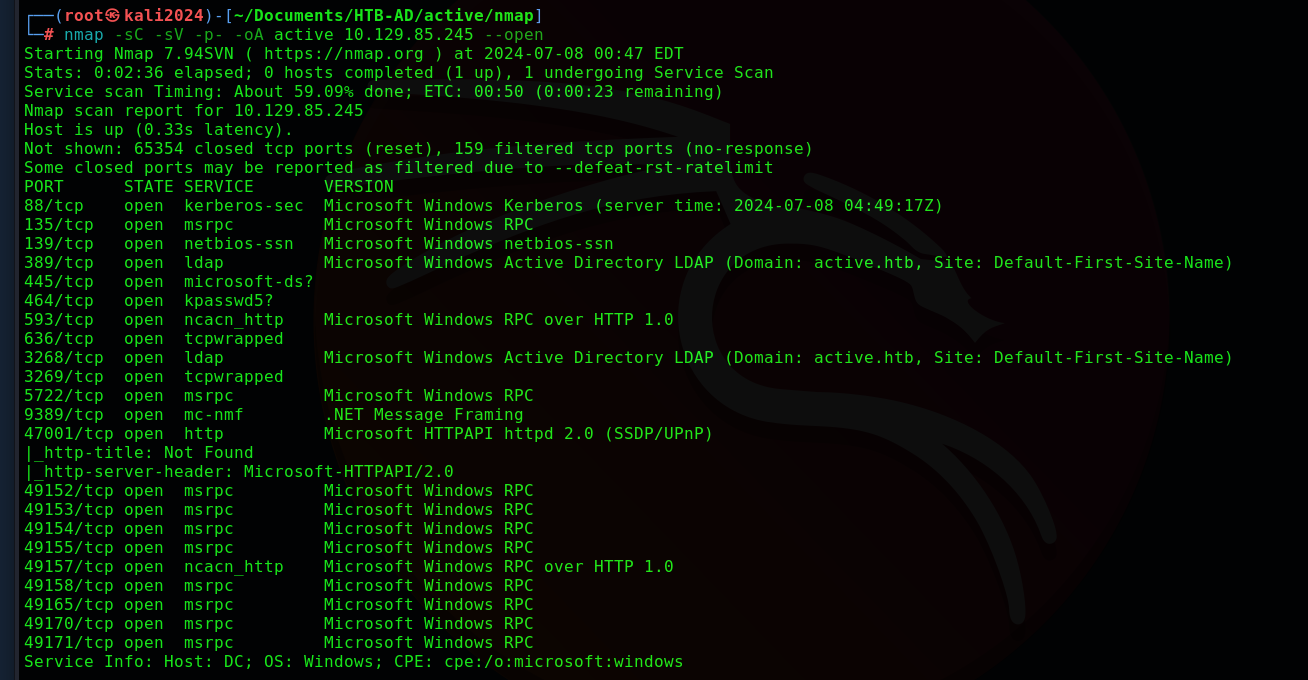 ┌──(root㉿kali2024)-[~/Documents/HTB-AD/active/nmap]
└─# nmap -sC -sV -p- -oA active 10.129.85.245 --open
Starting Nmap 7.94SVN ( https://nmap.org ) at 2024-07-08 00:47 EDT
Stats: 0:02:36 elapsed; 0 hosts completed (1 up), 1 undergoing Service Scan
Service scan Timing: About 59.09% done; ETC: 00:50 (0:00:23 remaining)
Nmap scan report for 10.129.85.245
Host is up (0.33s latency).
Not shown: 65354 closed tcp ports (reset), 159 filtered tcp ports (no-response)
Some closed ports may be reported as filtered due to --defeat-rst-ratelimit
PORT      STATE SERVICE       VERSION
88/tcp    open  kerberos-sec  Microsoft Windows Kerberos (server time: 2024-07-08 04:49:17Z)
135/tcp   open  msrpc         Microsoft Windows RPC
139/tcp   open  netbios-ssn   Microsoft Windows netbios-ssn
389/tcp   open  ldap          Microsoft Windows Active Directory LDAP (Domain: active.htb, Site: Default-First-Site-Name)
445/tcp   open  microsoft-ds?
464/tcp   open  kpasswd5?
593/tcp   open  ncacn_http    Microsoft Windows RPC over HTTP 1.0
636/tcp   open  tcpwrapped
3268/tcp  open  ldap          Microsoft Windows Active Directory LDAP (Domain: active.htb, Site: Default-First-Site-Name)
3269/tcp  open  tcpwrapped
5722/tcp  open  msrpc         Microsoft Windows RPC
9389/tcp  open  mc-nmf        .NET Message Framing
47001/tcp open  http          Microsoft HTTPAPI httpd 2.0 (SSDP/UPnP)
|_http-title: Not Found
|_http-server-header: Microsoft-HTTPAPI/2.0
49152/tcp open  msrpc         Microsoft Windows RPC
49153/tcp open  msrpc         Microsoft Windows RPC
49154/tcp open  msrpc         Microsoft Windows RPC
49155/tcp open  msrpc         Microsoft Windows RPC
49157/tcp open  ncacn_http    Microsoft Windows RPC over HTTP 1.0
49158/tcp open  msrpc         Microsoft Windows RPC
49165/tcp open  msrpc         Microsoft Windows RPC
49170/tcp open  msrpc         Microsoft Windows RPC
49171/tcp open  msrpc         Microsoft Windows RPC
Service Info: Host: DC; OS: Windows; CPE: cpe:/o:microsoft:windows